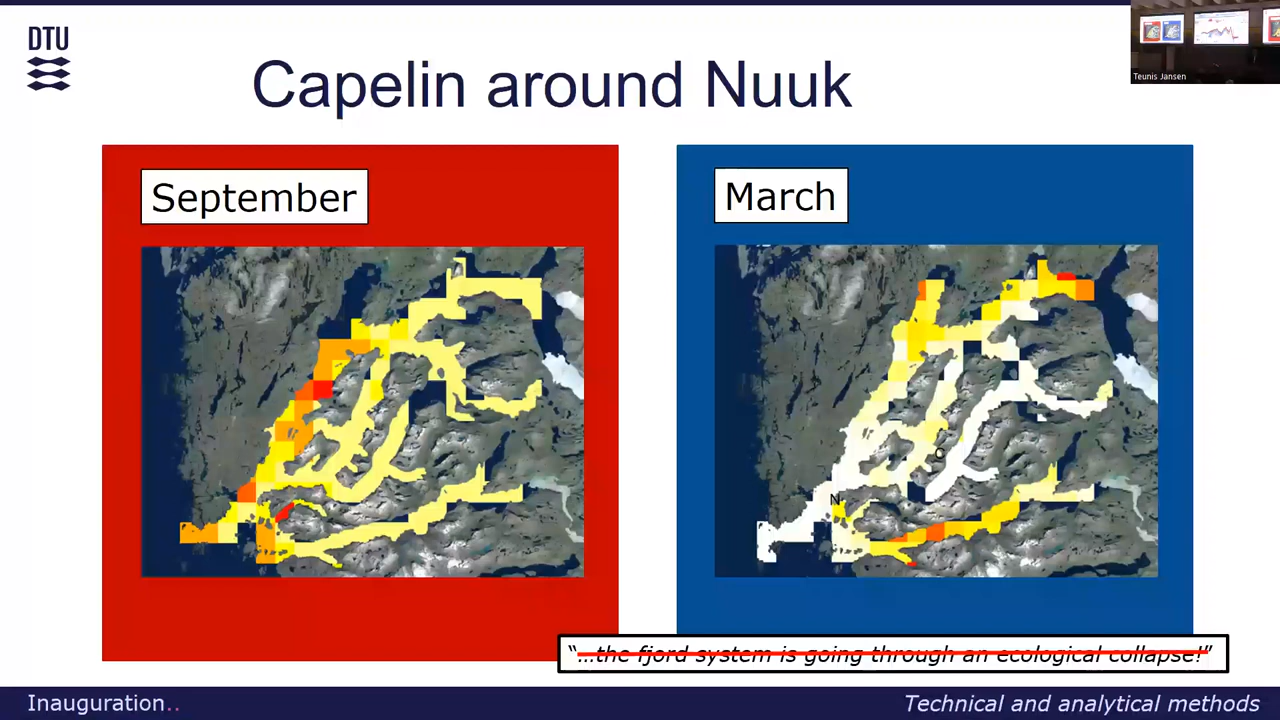 DTU
Capelin around Nuuk
Teunis Jansen
September
March
N
“...the fjord system is going through an ecological collapse!”
Inauguration..
Technical and analytical methods